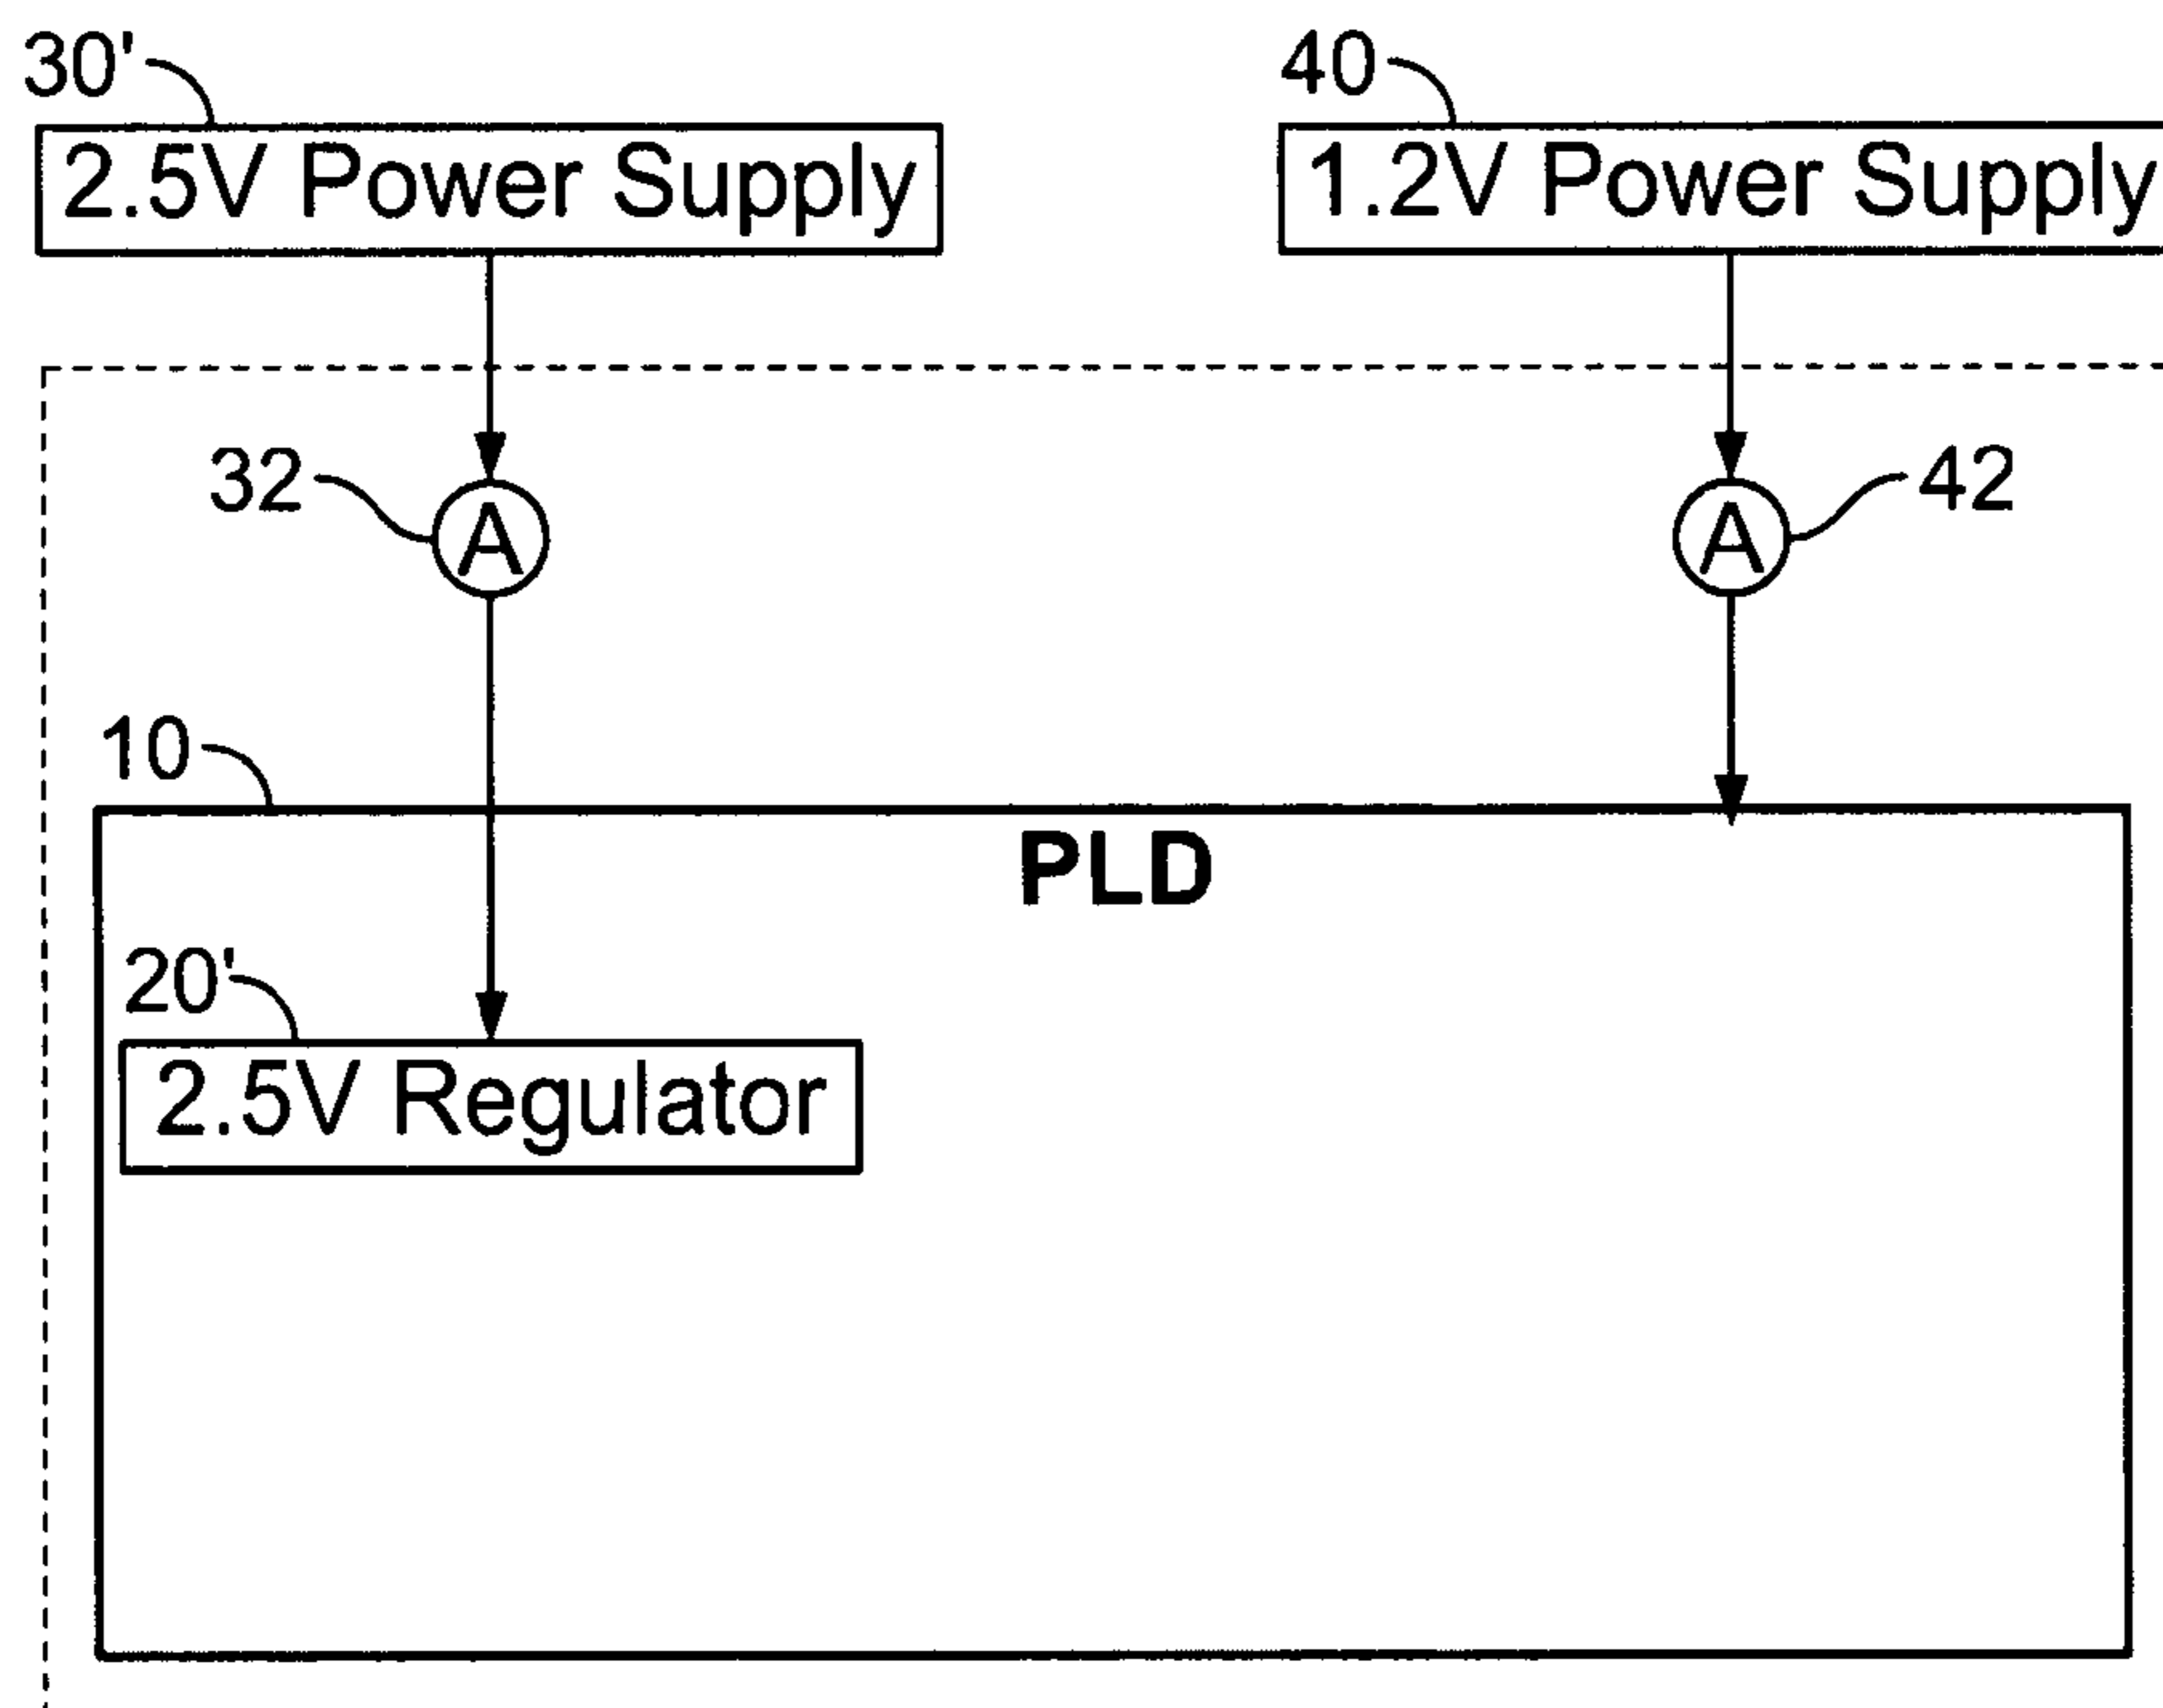 30' 40
2.5V Power Supply 1.2V Power Supply
32 A A 42
10
PLD
20'
2.5V Regulator